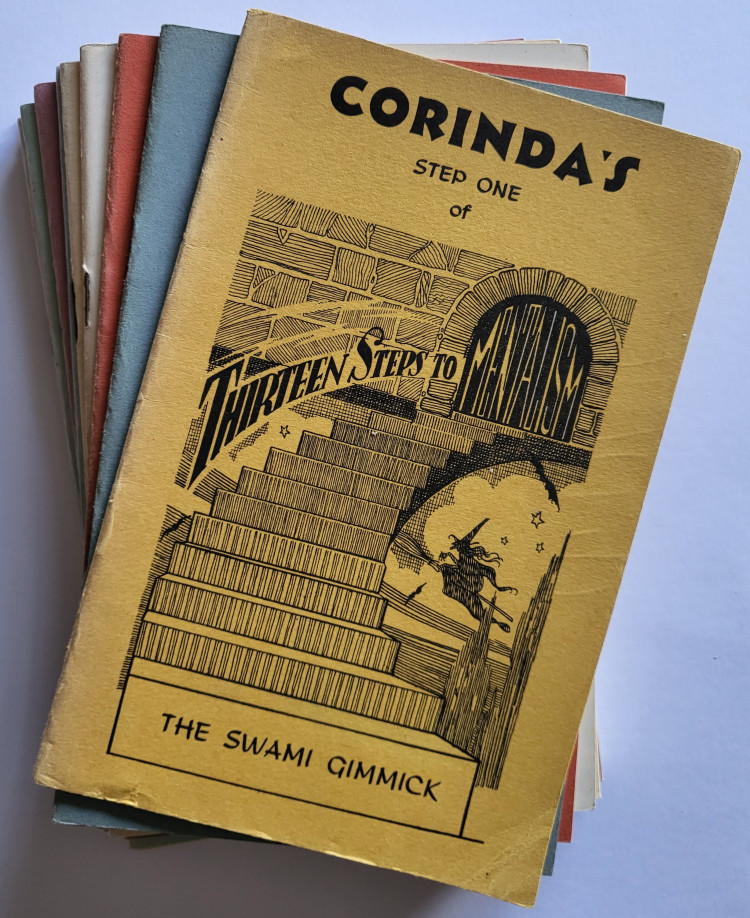 CORINDA'S
STEP ONE
of
THIRTEEN STEPS TO MENTALISM
THE SWAMI GIMMICK